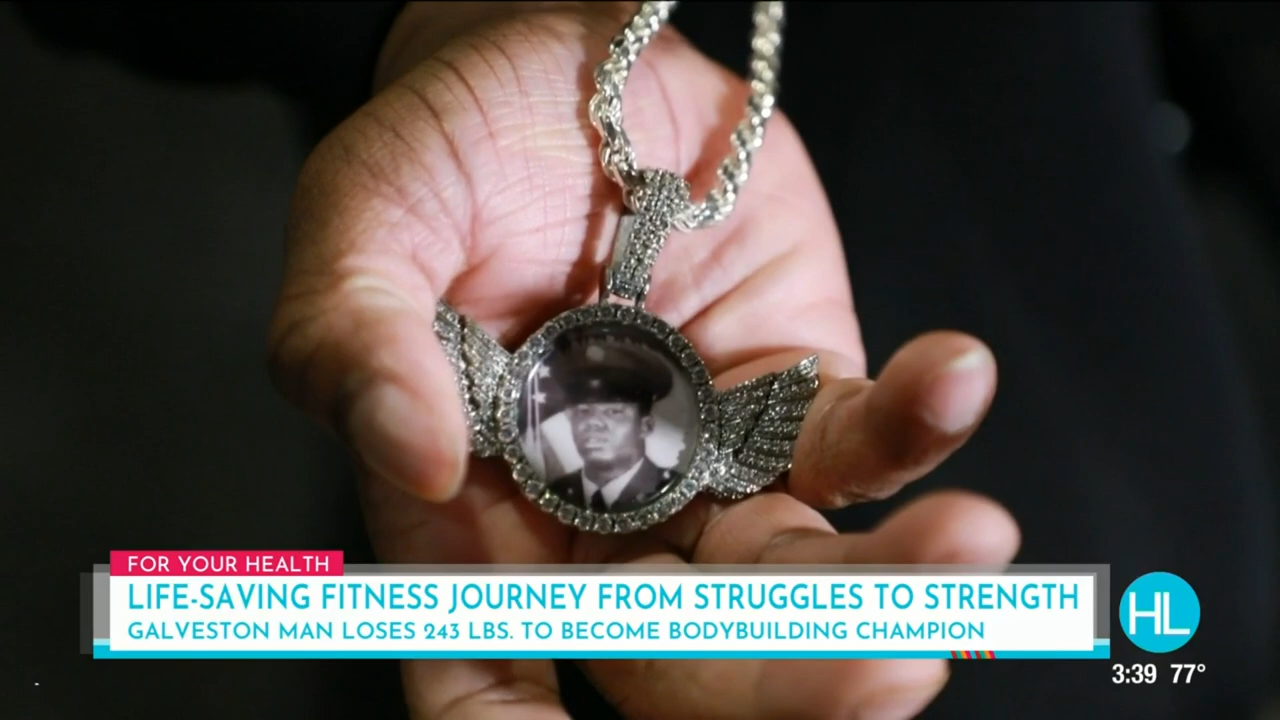 FOR YOUR HEALTH
LIFE-SAVING FITNESS JOURNEY FROM STRUGGLES TO STRENGTH
GALVESTON MAN LOSES 243 LBS. TO BECOME BODYBUILDING CHAMPION
HL
3:39 77°